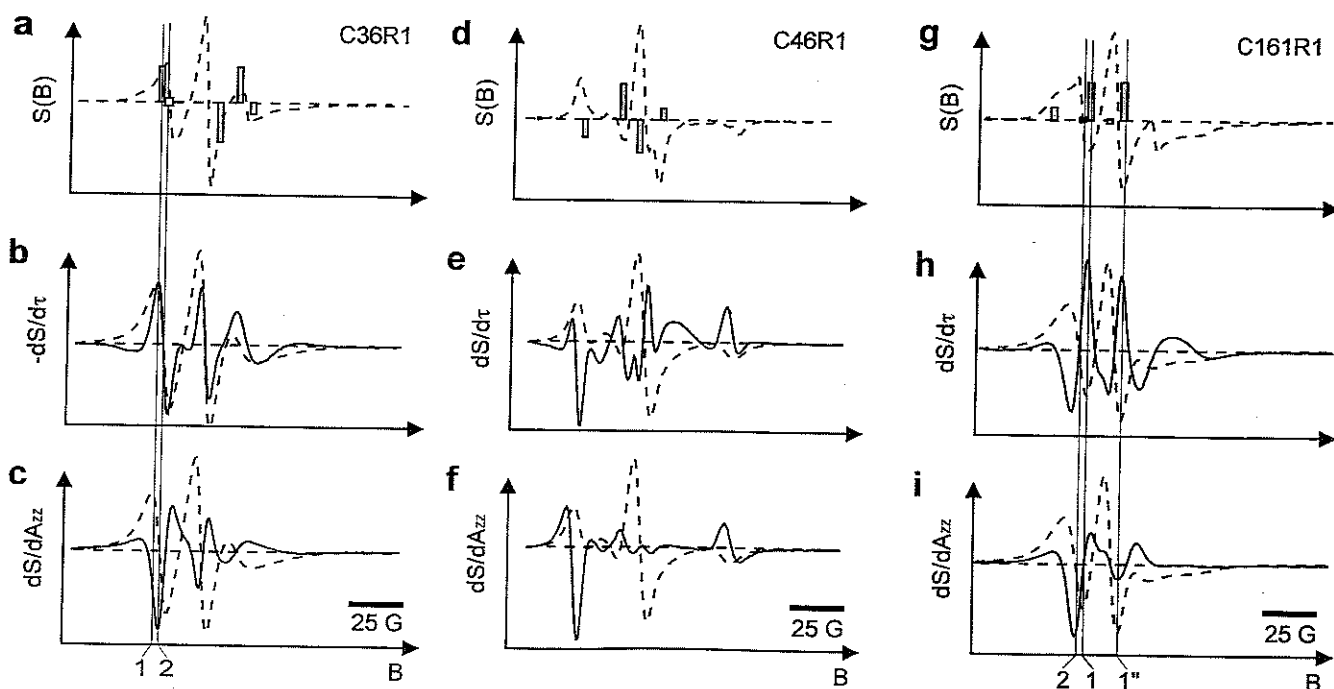 a
C36R1
S(B)
b
-dS/dτ
c
dS/dAzz
25 G
1 2
B
d
C46R1
S(B)
e
dS/dτ
f
dS/dAzz
25 G
B
g
C161R1
S(B)
h
dS/dτ
i
dS/dAzz
25 G
2 1 1"
B